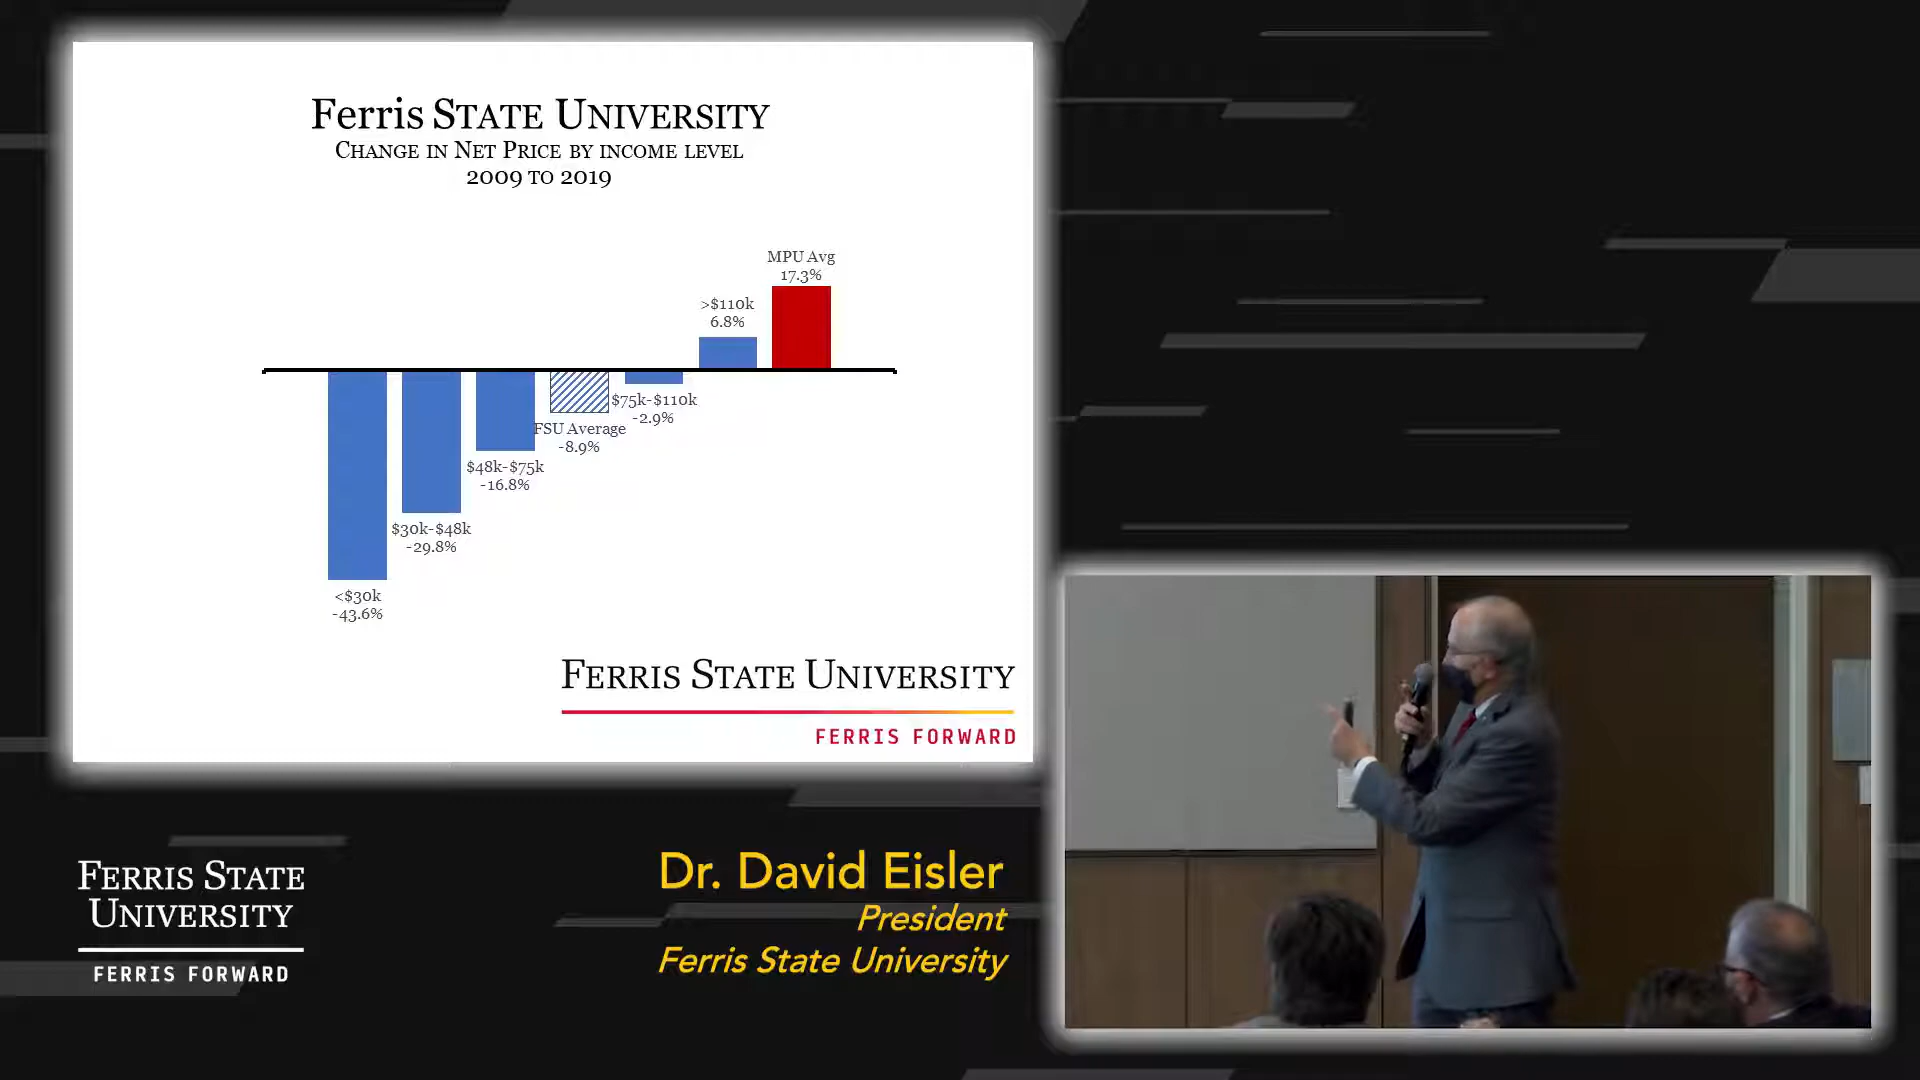 Ferris STATE UNIVERSITY
CHANGE IN NET PRICE BY INCOME LEVEL
2009 TO 2019
MPU Avg
17.3%
>$110k
6.8%
$75k-$110k
-2.9%
FSU Average
-8.9%
$48k-$75k
-16.8%
$30k-$48k
-29.8%
<$30k
-43.6%
FERRIS STATE UNIVERSITY
FERRIS FORWARD
FERRIS STATE
UNIVERSITY
FERRIS FORWARD
Dr. David Eisler
President
Ferris State University